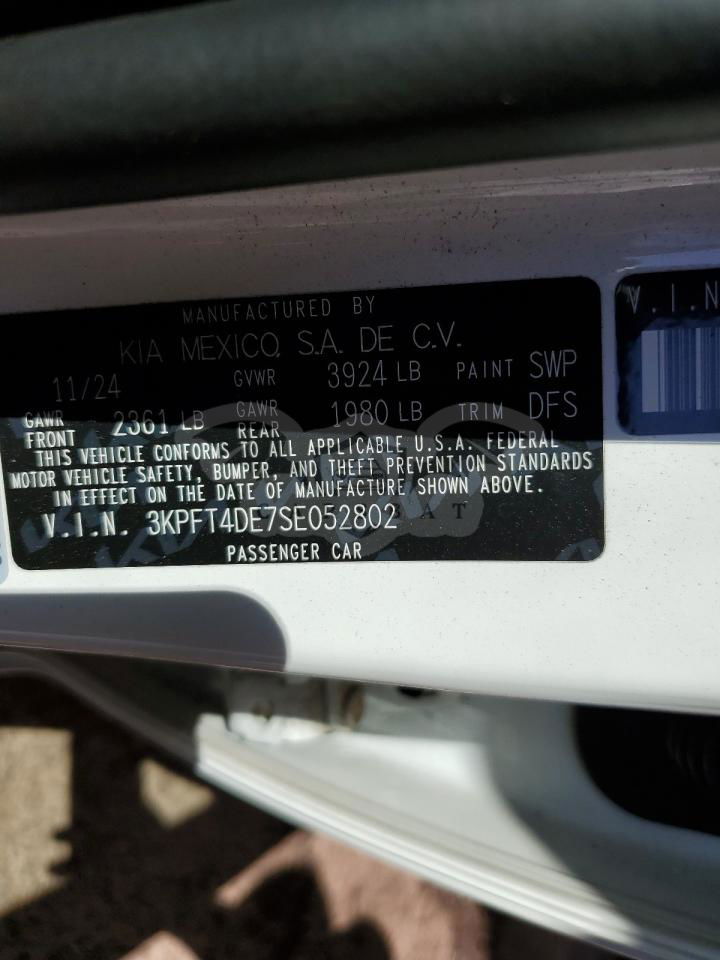 MANUFACTURED BY
KIA MEXICO, S.A. DE C.V.
11/24 GVWR 3924 LB PAINT SWP
GAWR FRONT 2361 LB GAWR REAR 1980 LB TRIM DFS
THIS VEHICLE CONFORMS TO ALL APPLICABLE U.S.A. FEDERAL
MOTOR VEHICLE SAFETY, BUMPER, AND THEFT PREVENTION STANDARDS
IN EFFECT ON THE DATE OF MANUFACTURE SHOWN ABOVE.
V.I.N. 3KPFT4DE7SE052802
PASSENGER CAR
V.I.N